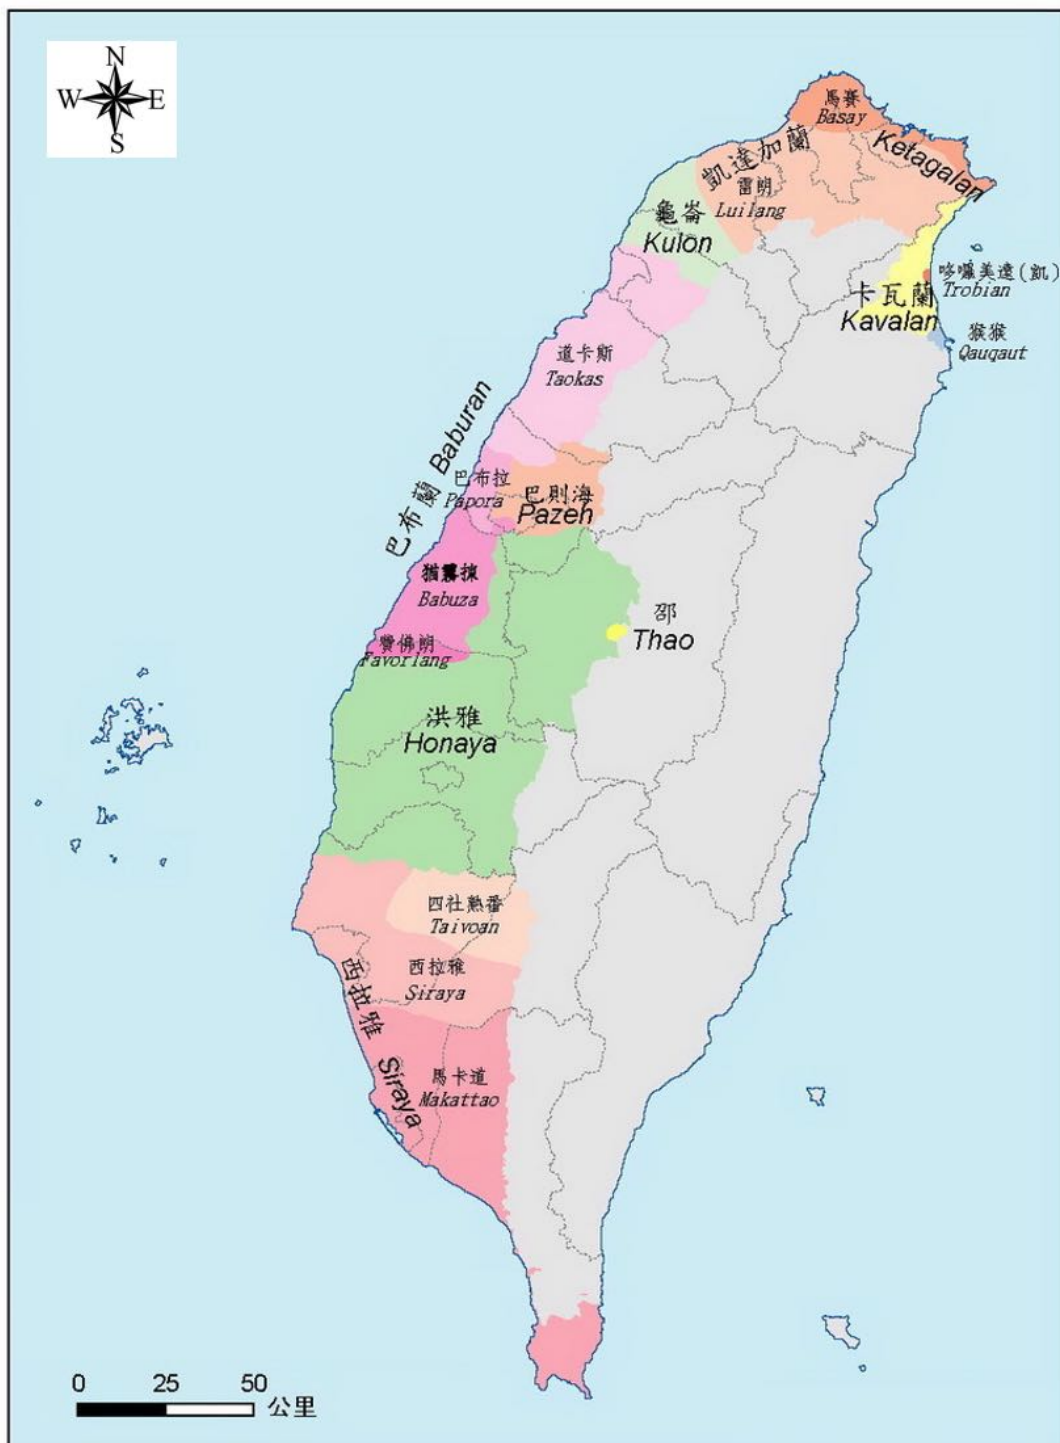 N
W E
S
馬賽
Basay
凱達加蘭
Ketagalan
雷朗
Luilang
龜崙
Kulon
哆囉美遠(凱)
Trobian
卡瓦蘭
Kavalan
猴猴
Qauqaut
道卡斯
Taokas
巴布蘭 Baburan
巴布拉
Papora
巴則海
Pazeh
貓霧揀
Babuza
邵
Thao
費佛朗
Favorlang
洪雅
Honaya
四社熟番
Taivoan
西拉雅
Siraya
西拉雅 Siraya
馬卡道
Makattao
0 25 50
公里